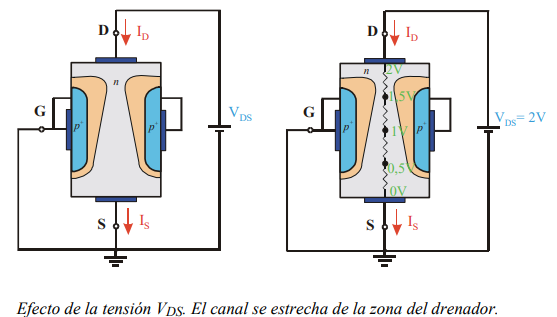 D
I_D
n
G
p+
p+
V_DS
S
I_S
D
I_D
n
2V
1,5V
G
p+
1V
p+
V_DS= 2V
0,5V
0V
S
I_S
Efecto de la tensión V_DS. El canal se estrecha de la zona del drenador.